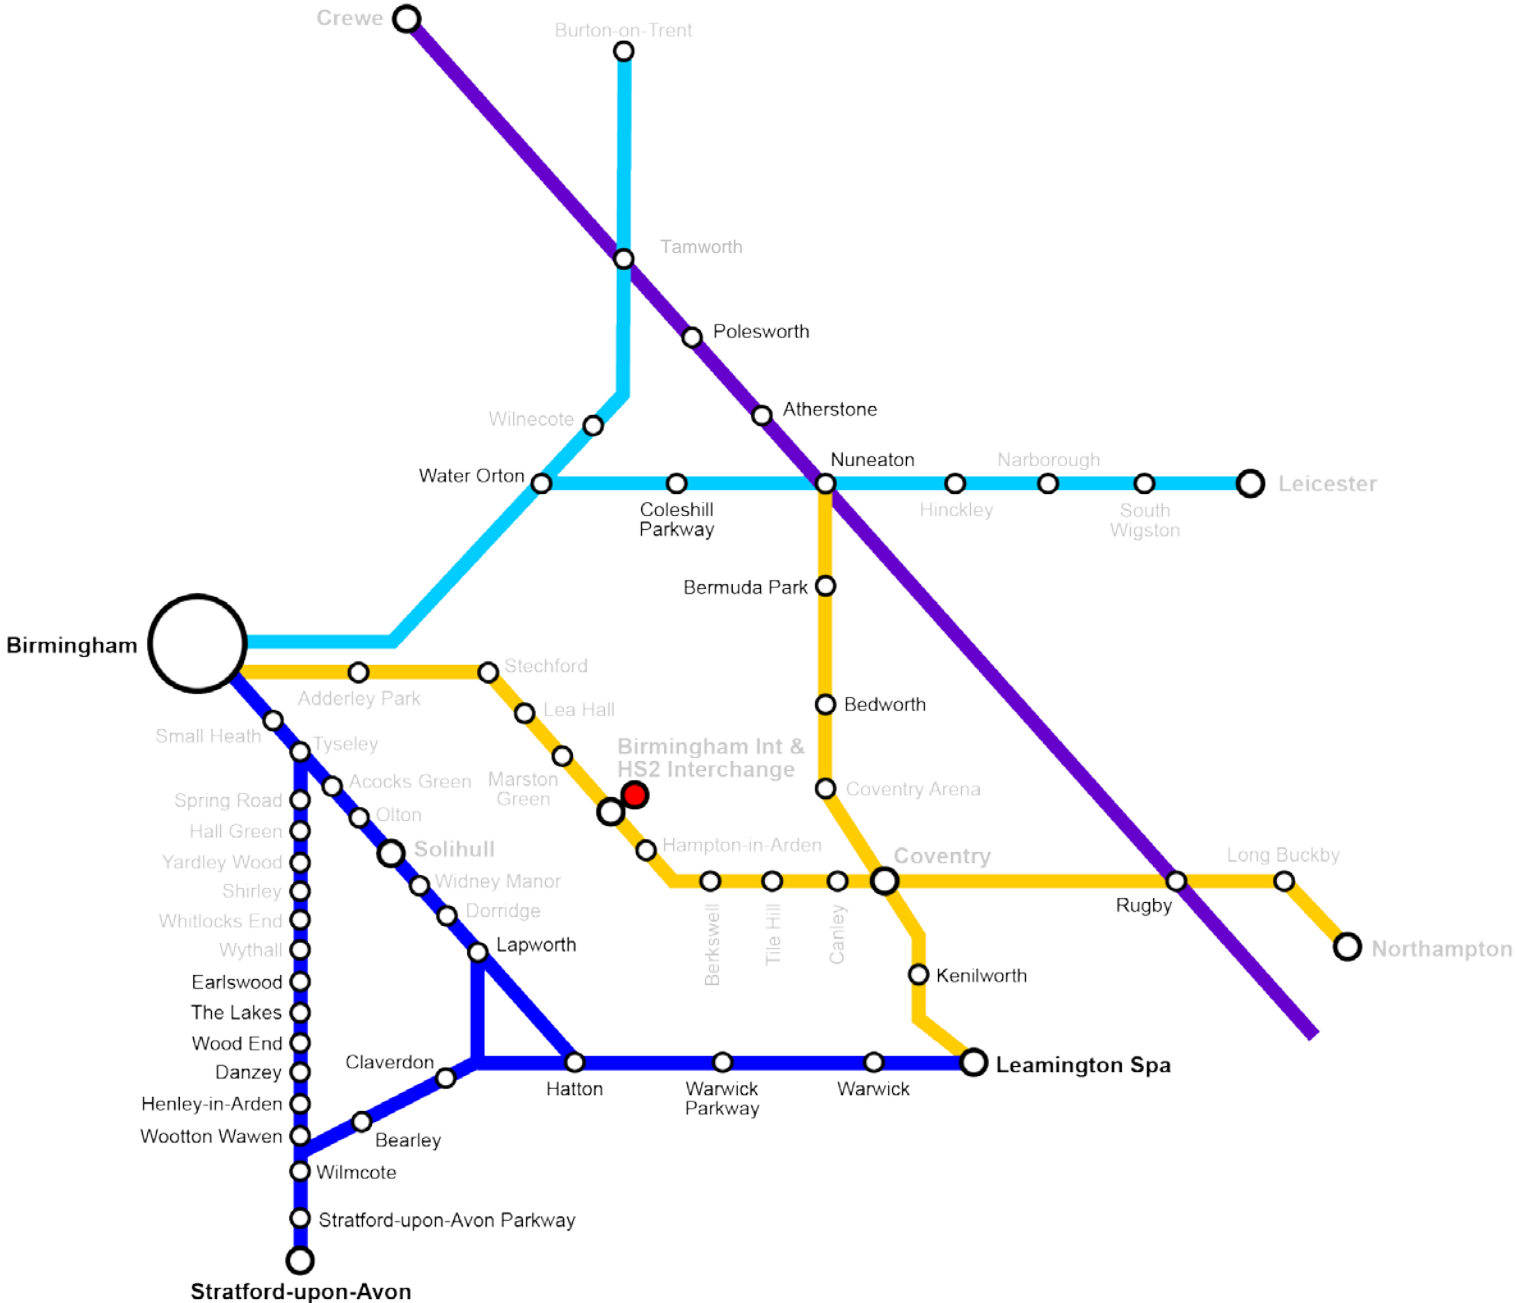 Crewe
Burton-on-Trent
Tamworth
Polesworth
Atherstone
Wilnecote
Water Orton
Nuneaton
Narborough
Leicester
Coleshill
Parkway
Hinckley
South
Wigston
Bermuda Park
Birmingham
Stechford
Adderley Park
Lea Hall
Bedworth
Small Heath
Tyseley
Birmingham Int &
HS2 Interchange
Marston
Green
Acocks Green
Coventry Arena
Spring Road
Olton
Hall Green
Solihull
Hampton-in-Arden
Coventry
Long Buckby
Yardley Wood
Widney Manor
Shirley
Dorridge
Rugby
Whitlocks End
Berkswell
Tile Hill
Canley
Wythall
Lapworth
Northampton
Earlswood
Kenilworth
The Lakes
Wood End
Claverdon
Danzey
Hatton
Warwick
Parkway
Warwick
Leamington Spa
Henley-in-Arden
Wootton Wawen
Bearley
Wilmcote
Stratford-upon-Avon Parkway
Stratford-upon-Avon